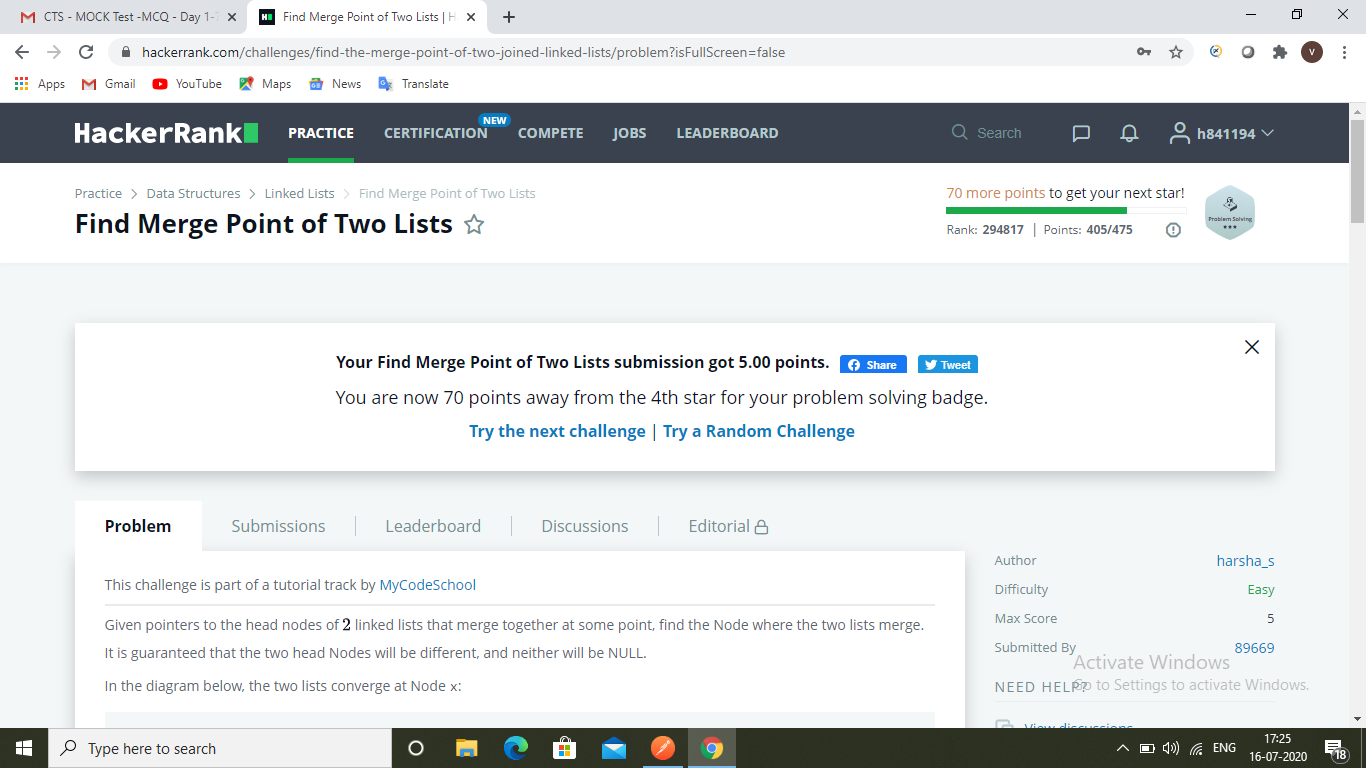 CTS - MOCK Test -MCQ - Day 1-7
Find Merge Point of Two Lists | H
hackerrank.com/challenges/find-the-merge-point-of-two-joined-linked-lists/problem?isFullScreen=false
V
Apps Gmail YouTube Maps News Translate
HackerRank PRACTICE CERTIFICATION NEW COMPETE JOBS LEADERBOARD Search h841194
Practice > Data Structures > Linked Lists > Find Merge Point of Two Lists
Find Merge Point of Two Lists
70 more points to get your next star!
Rank: 294817 | Points: 405/475
Problem Solving
Your Find Merge Point of Two Lists submission got 5.00 points. Share Tweet
You are now 70 points away from the 4th star for your problem solving badge.
Try the next challenge | Try a Random Challenge
Problem Submissions Leaderboard Discussions Editorial
This challenge is part of a tutorial track by MyCodeSchool
Given pointers to the head nodes of 2 linked lists that merge together at some point, find the Node where the two lists merge.
It is guaranteed that the two head Nodes will be different, and neither will be NULL.
In the diagram below, the two lists converge at Node x:
Author harsha_s
Difficulty Easy
Max Score 5
Submitted By 89669
NEED HELP?
View discussions
Activate Windows
Go to Settings to activate Windows.
Type here to search
ENG
17:25
16-07-2020
18